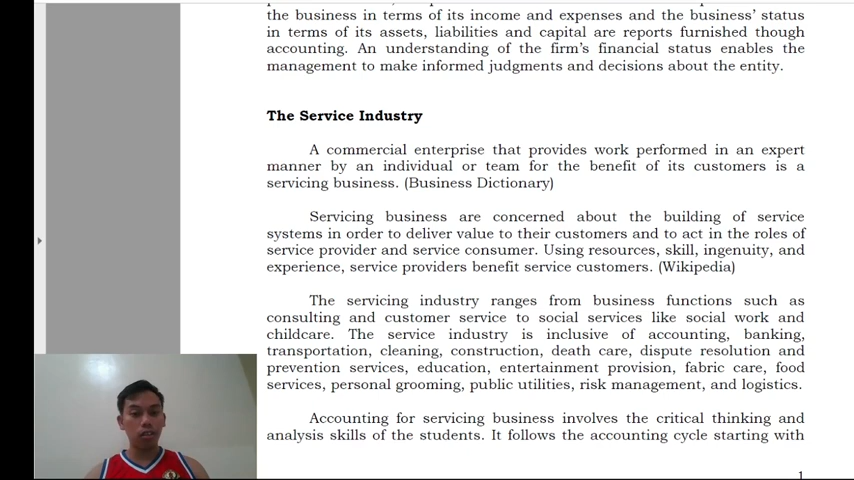 the business in terms of its income and expenses and the business' status
in terms of its assets, liabilities and capital are reports furnished though
accounting. An understanding of the firm's financial status enables the
management to make informed judgments and decisions about the entity.
The Service Industry
A commercial enterprise that provides work performed in an expert
manner by an individual or team for the benefit of its customers is a
servicing business. (Business Dictionary)
Servicing business are concerned about the building of service
systems in order to deliver value to their customers and to act in the roles of
service provider and service consumer. Using resources, skill, ingenuity, and
experience, service providers benefit service customers. (Wikipedia)
The servicing industry ranges from business functions such as
consulting and customer service to social services like social work and
childcare. The service industry is inclusive of accounting, banking,
transportation, cleaning, construction, death care, dispute resolution and
prevention services, education, entertainment provision, fabric care, food
services, personal grooming, public utilities, risk management, and logistics.
Accounting for servicing business involves the critical thinking and
analysis skills of the students. It follows the accounting cycle starting with
1